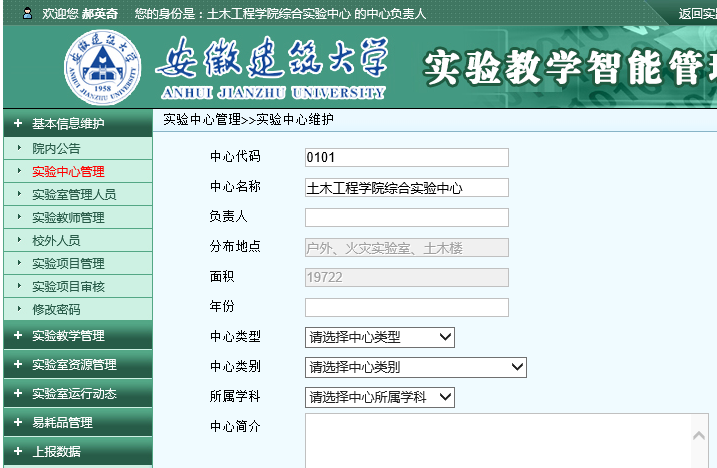 欢迎您 郝英奇 您的身份是：土木工程学院综合实验中心 的中心负责人 返回实
安徽建筑大学
ANHUI JIANZHU UNIVERSITY
1958
实验教学智能管
基本信息维护
院内公告
实验中心管理
实验室管理人员
实验教师管理
校外人员
实验项目管理
实验项目审核
修改密码
实验教学管理
实验室资源管理
实验室运行动态
易耗品管理
上报数据
实验中心管理>>实验中心维护
中心代码 0101
中心名称 土木工程学院综合实验中心
负责人
分布地点 户外、火灾实验室、土木楼
面积 19722
年份
中心类型 请选择中心类型
中心类别 请选择中心类别
所属学科 请选择中心所属学科
中心简介